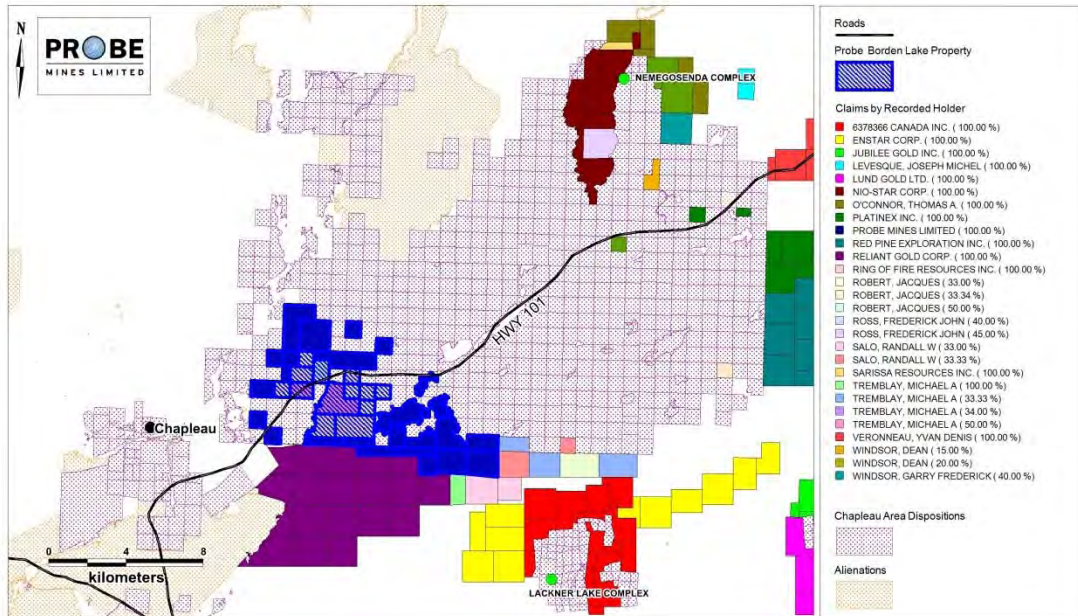 N
PROBE
MINES LIMITED
NEMEGOSENDA COMPLEX
HWY 101
Chapleau
0 4 8
kilometers
LACKNER LAKE COMPLEX
Roads
Probe Borden Lake Property
Claims by Recorded Holder
6378366 CANADA INC. ( 100.00 %)
ENSTAR CORP. ( 100.00 %)
JUBILEE GOLD INC. ( 100.00 %)
LEVESQUE, JOSEPH MICHEL ( 100.00 %)
LUND GOLD LTD. ( 100.00 %)
NIO-STAR CORP. ( 100.00 %)
O'CONNOR, THOMAS A. ( 100.00 %)
PLATINEX INC. ( 100.00 %)
PROBE MINES LIMITED ( 100.00 %)
RED PINE EXPLORATION INC. ( 100.00 %)
RELIANT GOLD CORP. ( 100.00 %)
RING OF FIRE RESOURCES INC. ( 100.00 %)
ROBERT, JACQUES ( 33.00 %)
ROBERT, JACQUES ( 33.34 %)
ROBERT, JACQUES ( 50.00 %)
ROSS, FREDERICK JOHN ( 40.00 %)
ROSS, FREDERICK JOHN ( 45.00 %)
SALO, RANDALL W ( 33.00 %)
SALO, RANDALL W ( 33.33 %)
SARISSA RESOURCES INC. ( 100.00 %)
TREMBLAY, MICHAEL A ( 100.00 %)
TREMBLAY, MICHAEL A ( 33.33 %)
TREMBLAY, MICHAEL A ( 34.00 %)
TREMBLAY, MICHAEL A ( 50.00 %)
VERONNEAU, YVAN DENIS ( 100.00 %)
WINDSOR, DEAN ( 15.00 %)
WINDSOR, DEAN ( 20.00 %)
WINDSOR, GARRY FREDERICK ( 40.00 %)
Chapleau Area Dispositions
Alienations